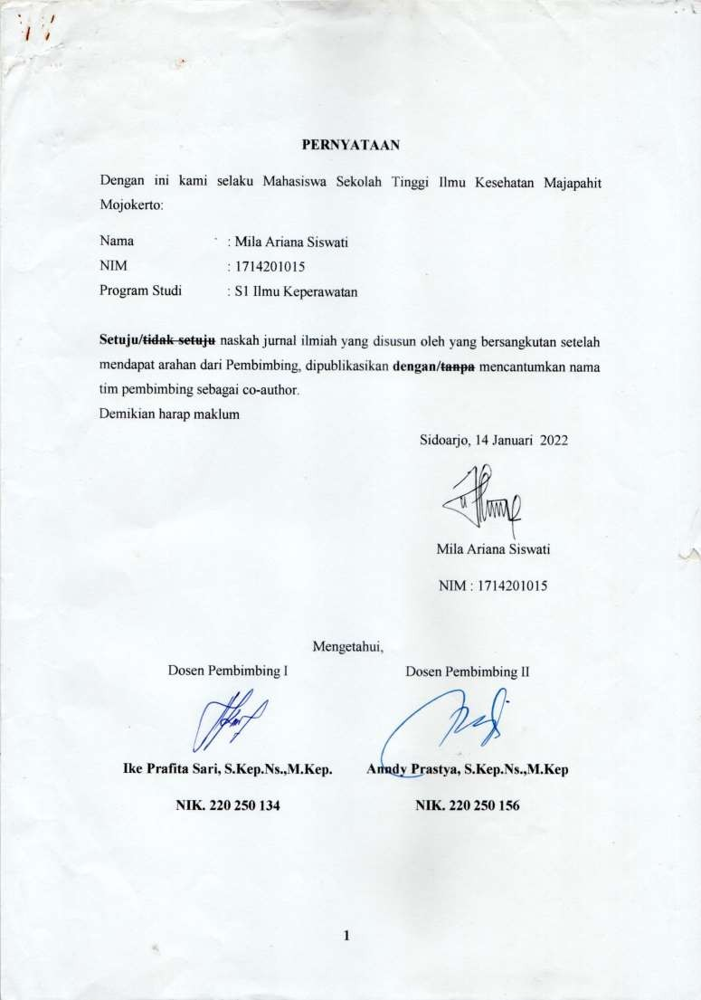 PERNYATAAN
Dengan ini kami selaku Mahasiswa Sekolah Tinggi Ilmu Kesehatan Majapahit
Mojokerto:
Nama : Mila Ariana Siswati
NIM : 1714201015
Program Studi : S1 Ilmu Keperawatan
Setuju/tidak setuju naskah jurnal ilmiah yang disusun oleh yang bersangkutan setelah
mendapat arahan dari Pembimbing, dipublikasikan dengan/tanpa mencantumkan nama
tim pembimbing sebagai co-author.
Demikian harap maklum
Sidoarjo, 14 Januari 2022
Mila Ariana Siswati
NIM : 1714201015
Mengetahui,
Dosen Pembimbing I Dosen Pembimbing II
Ike Prafita Sari, S.Kep.Ns.,M.Kep. Anndy Prastya, S.Kep.Ns.,M.Kep
NIK. 220 250 134 NIK. 220 250 156
1